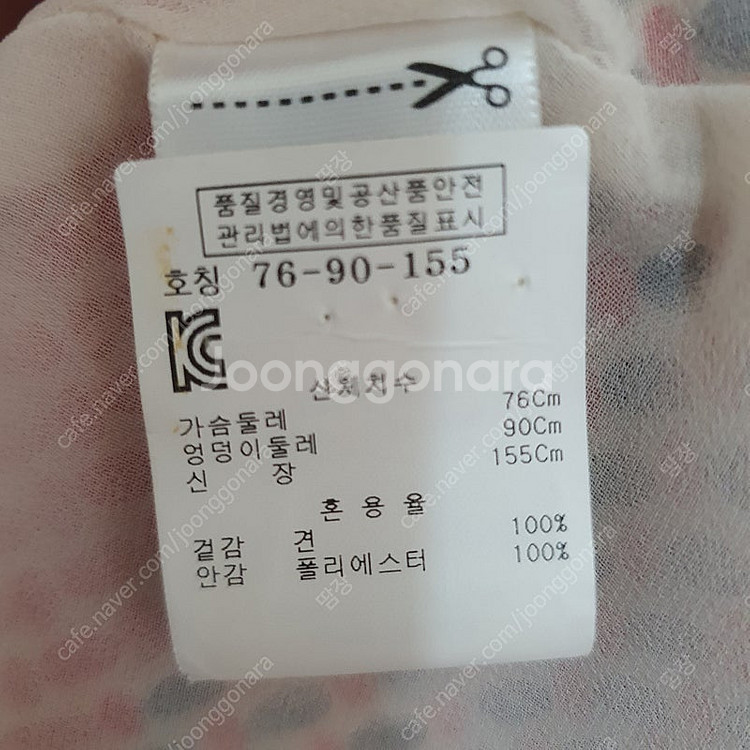 품질경영및공산품안전
관리법에의한품질표시
호칭 76-90-155
Joonggonara
신체치수
가슴둘레 76Cm
엉덩이둘레 90Cm
신 장 155Cm
혼 용 율
겉감 견 100%
안감 폴리에스터 100%
cafe.naver.com/joonggonara
땀장